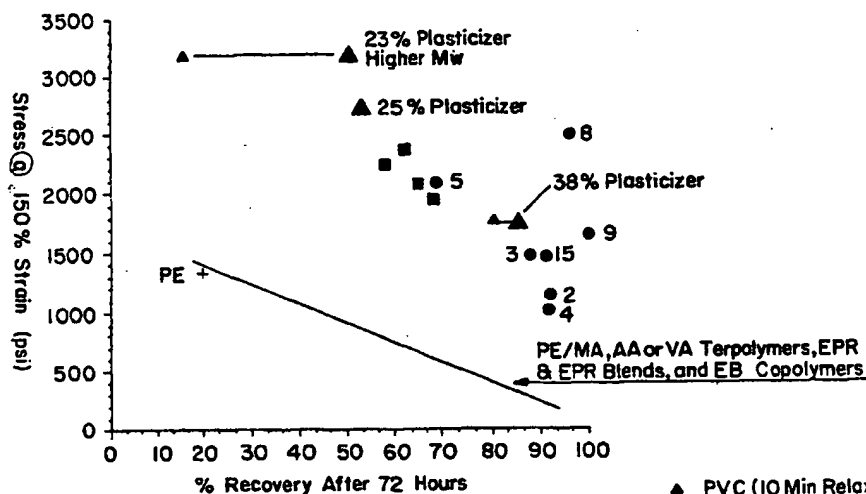 3500
3000
2500
2000
1500
1000
500
0
Stress @ 150% Strain (psi)
23% Plasticizer
Higher Mw
25% Plasticizer
8
5
38% Plasticizer
9
3
15
2
4
PE
PE/MA, AA or VA Terpolymers, EPR
& EPR Blends, and EB Copolymers
0 10 20 30 40 50 60 70 80 90 100
% Recovery After 72 Hours
PVC (10 Min Relax